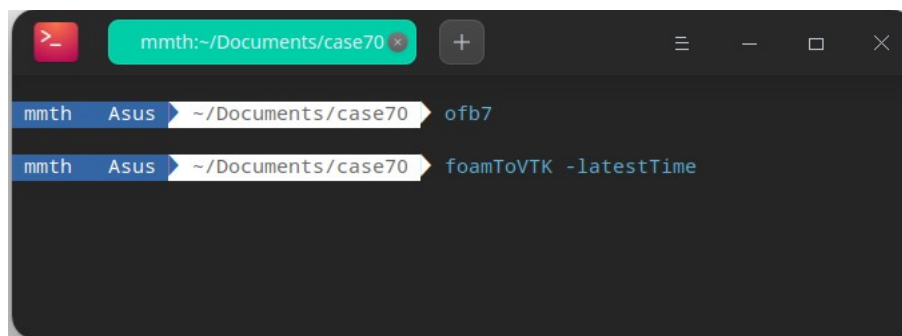 mmth:~/Documents/case70
mmth Asus ~/Documents/case70 ofb7
mmth Asus ~/Documents/case70 foamToVTK -latestTime